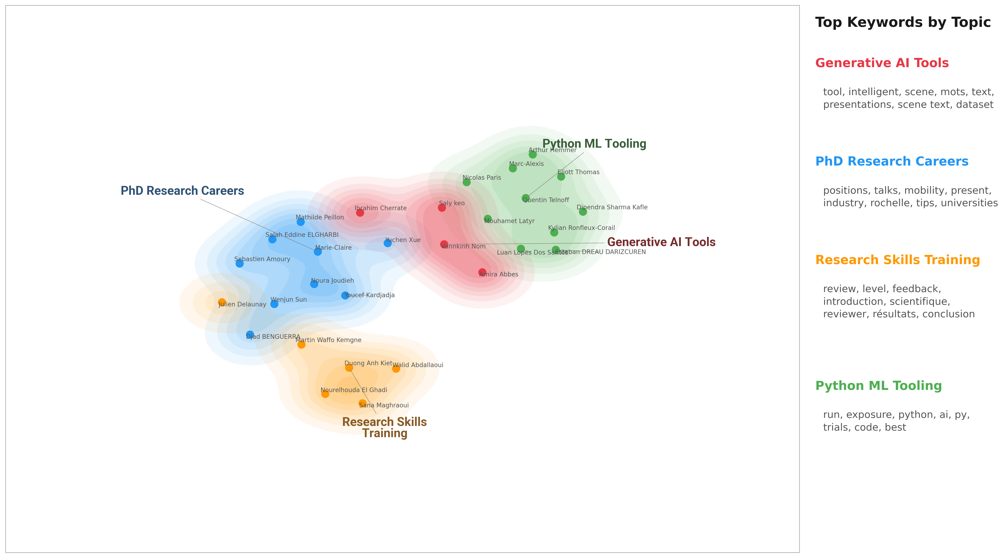 Python ML Tooling
Arthur Hemmer
Marc-Alexis
Eliott Thomas
Nicolas Paris
PhD Research Careers
Quentin Telnoff
Saly keo
Ibrahim Cherrate
Dipendra Sharma Kafle
Mathilde Peillon
Mouhamet Latyr
Kylian Ronfleux-Corail
Salah Eddine ELGHARBI
Yuchen Xue
Generative AI Tools
Marie-Claire
Vannkinh Nom
Luan Lopes Dos Santos
Esteban DREAU DARIZCUREN
Sebastien Amoury
Amira Abbes
Noura Joudieh
Youcef Kardjadja
Wenjun Sun
Julien Delaunay
Djad BENGUERRA
Martin Waffo Kemgne
Duong Anh Kiet
Walid Abdallaoui
Nourelhouda El Ghadi
Sana Maghraoui
Research Skills
Training
Top Keywords by Topic
Generative AI Tools
tool, intelligent, scene, mots, text,
presentations, scene text, dataset
PhD Research Careers
positions, talks, mobility, present,
industry, rochelle, tips, universities
Research Skills Training
review, level, feedback,
introduction, scientifique,
reviewer, résultats, conclusion
Python ML Tooling
run, exposure, python, ai, py,
trials, code, best